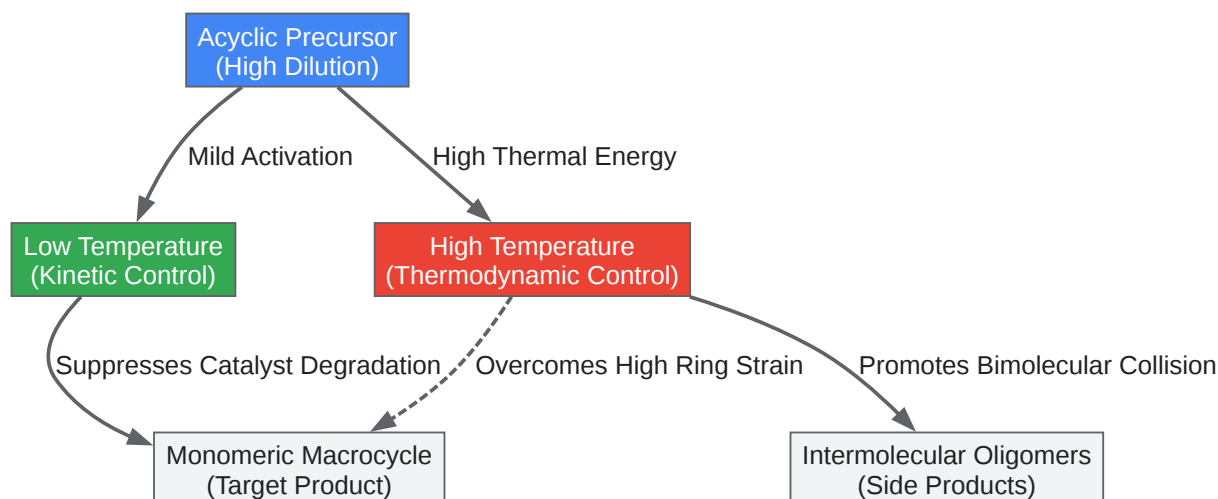 Acyclic Precursor
(High Dilution)
Mild Activation
High Thermal Energy
Low Temperature
(Kinetic Control)
High Temperature
(Thermodynamic Control)
Suppresses Catalyst Degradation
Overcomes High Ring Strain
Promotes Bimolecular Collision
Monomeric Macrocycle
(Target Product)
Intermolecular Oligomers
(Side Products)